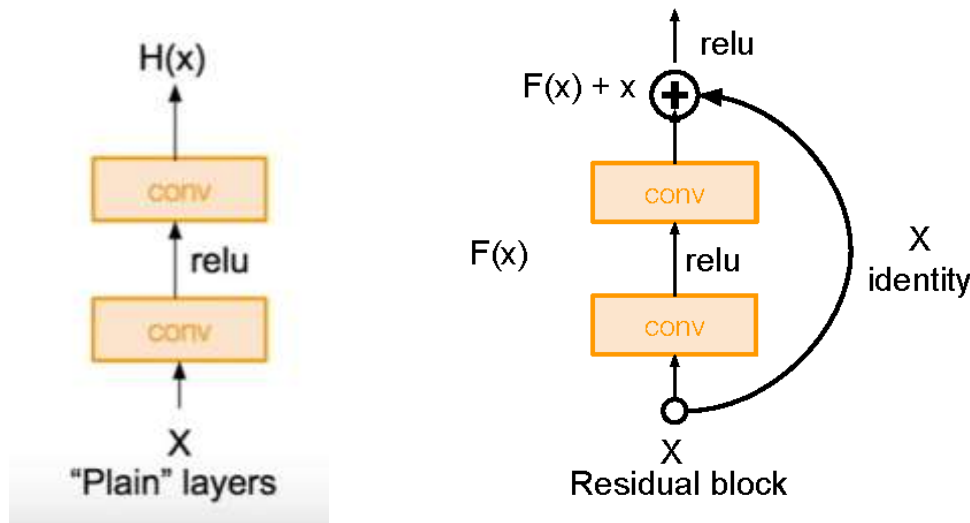 H(x)
conv
relu
conv
X
“Plain” layers
relu
F(x) + x
conv
F(x)
relu
X
identity
conv
X
Residual block